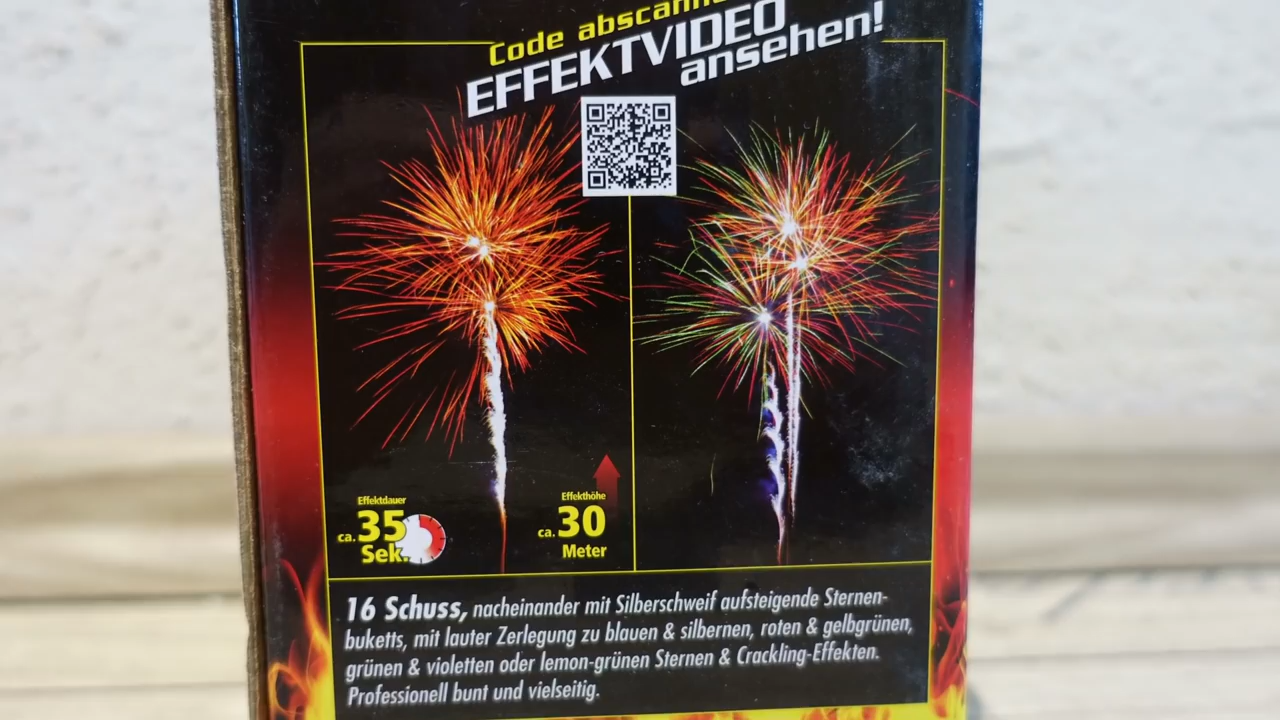 Code abscannen
EFFEKTVIDEO
ansehen!
Effektdauer
ca. 35
Sek.
Effekthöhe
ca. 30
Meter
16 Schuss, nacheinander mit Silberschweif aufsteigende Sternen-
buketts, mit lauter Zerlegung zu blauen & silbernen, roten & gelbgrünen,
grünen & violetten oder lemon-grünen Sternen & Crackling-Effekten.
Professionell bunt und vielseitig.